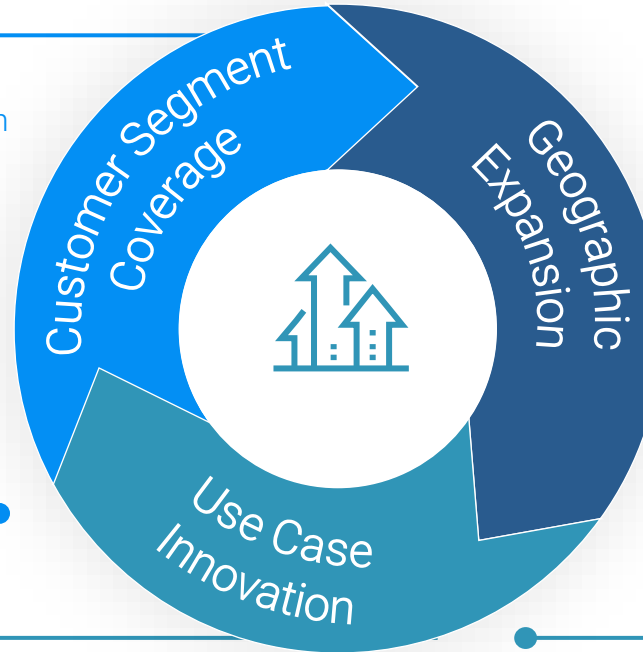 Customer Segment
Coverage
Geographic
Expansion
Use Case
Innovation